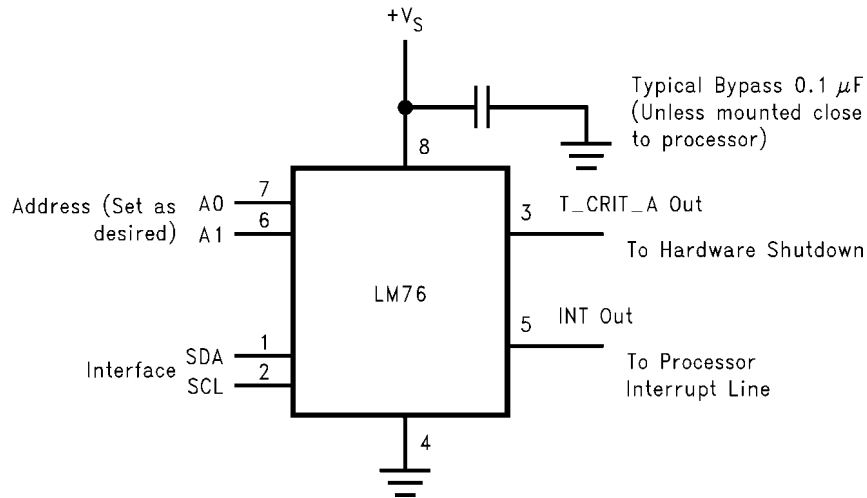 +VS
Typical Bypass 0.1 μF
(Unless mounted close
to processor)
8
7
Address (Set as
desired)
A0
6
A1
3
T_CRIT_A Out
To Hardware Shutdown
LM76
5
INT Out
To Processor
Interrupt Line
1
Interface
SDA
2
SCL
4